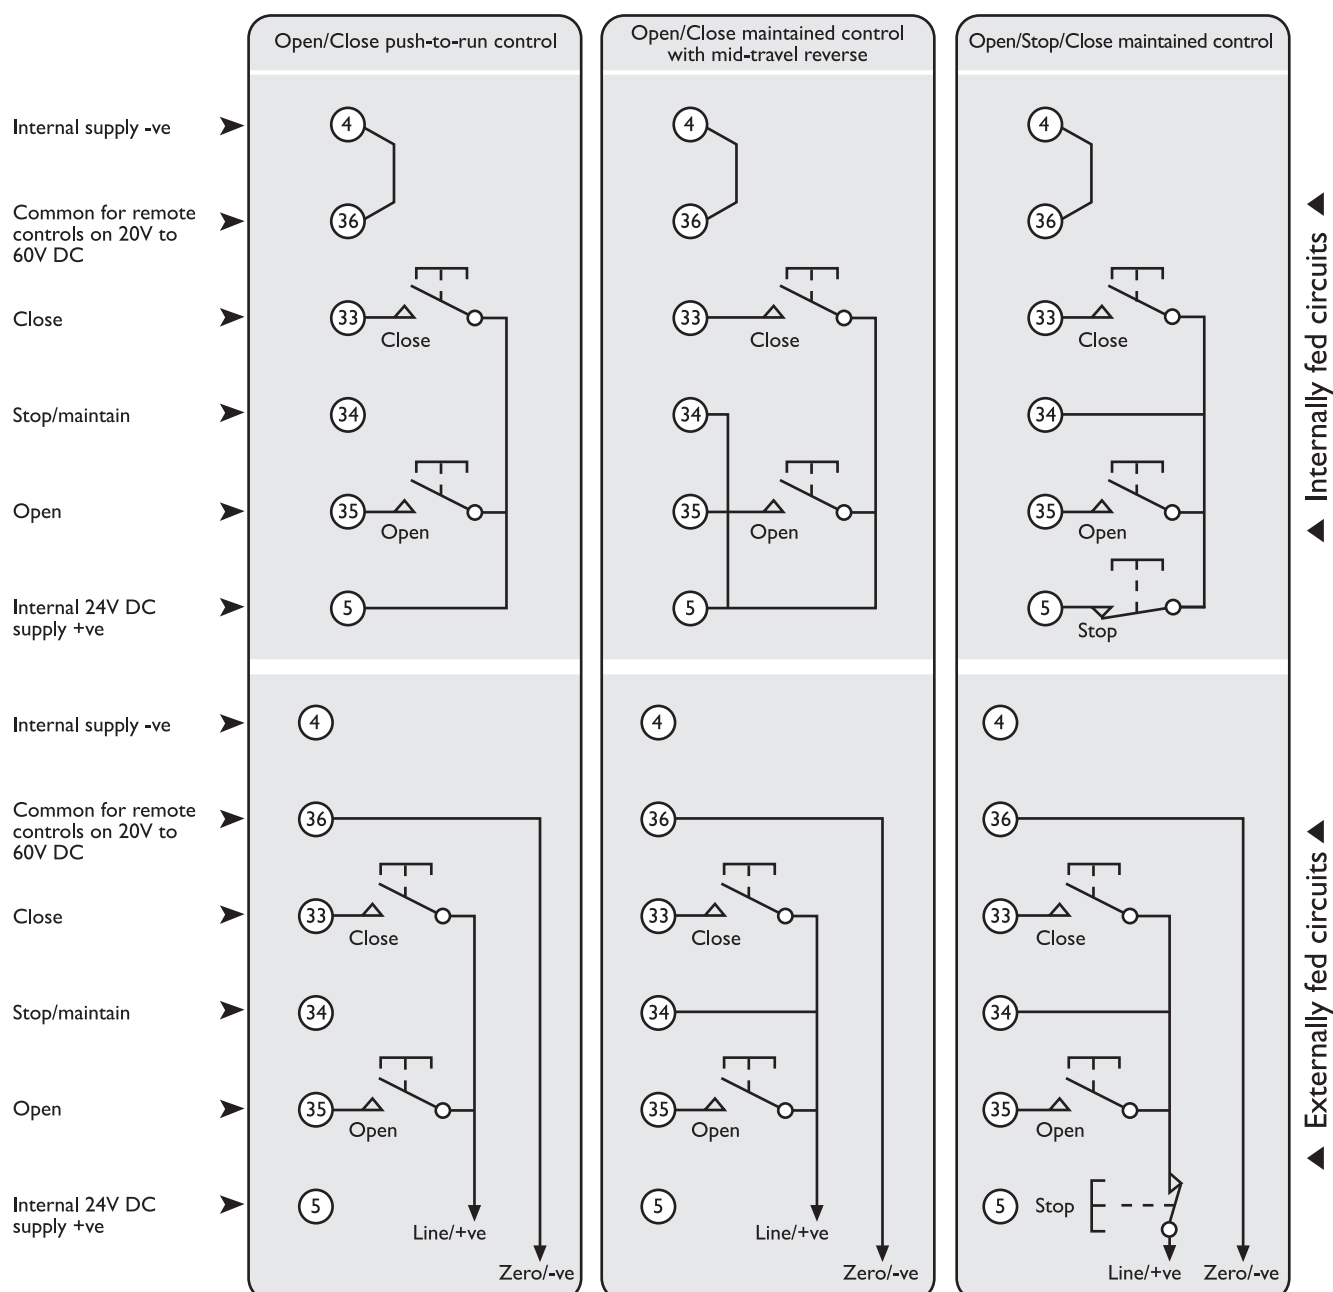 Open/Close push-to-run control
Open/Close maintained control
with mid-travel reverse
Open/Stop/Close maintained control
Internal supply -ve
4
4
4
Common for remote
controls on 20V to
60V DC
36
36
36
Close
33
Close
33
Close
33
Close
Stop/maintain
34
34
34
Open
35
Open
35
Open
35
Open
Internal 24V DC
supply +ve
5
5
5
Stop
Internally fed circuits
Internal supply -ve
4
4
4
Common for remote
controls on 20V to
60V DC
36
36
36
Close
33
Close
33
Close
33
Close
Stop/maintain
34
34
34
Open
35
Open
35
Open
35
Open
Internal 24V DC
supply +ve
5
5
5
Stop
Line/+ve
Zero/-ve
Line/+ve
Zero/-ve
Line/+ve
Zero/-ve
Externally fed circuits